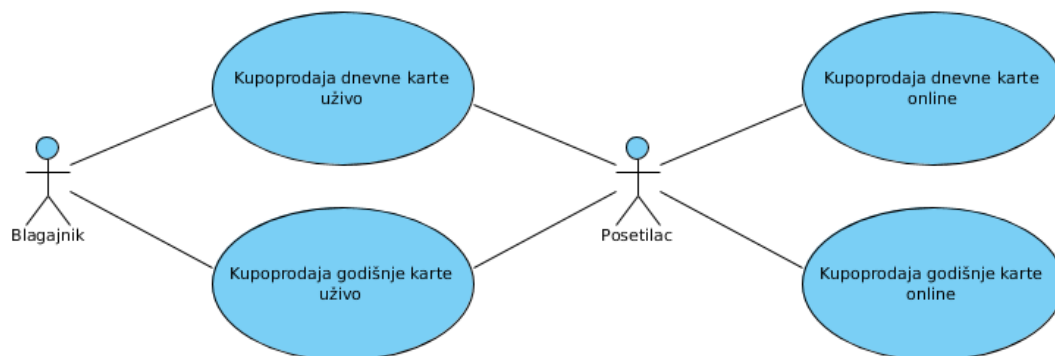 Kupoprodaja dnevne karte
uživo
Kupoprodaja dnevne karte
online
Blagajnik
Posetilac
Kupoprodaja godišnje karte
uživo
Kupoprodaja godišnje karte
online